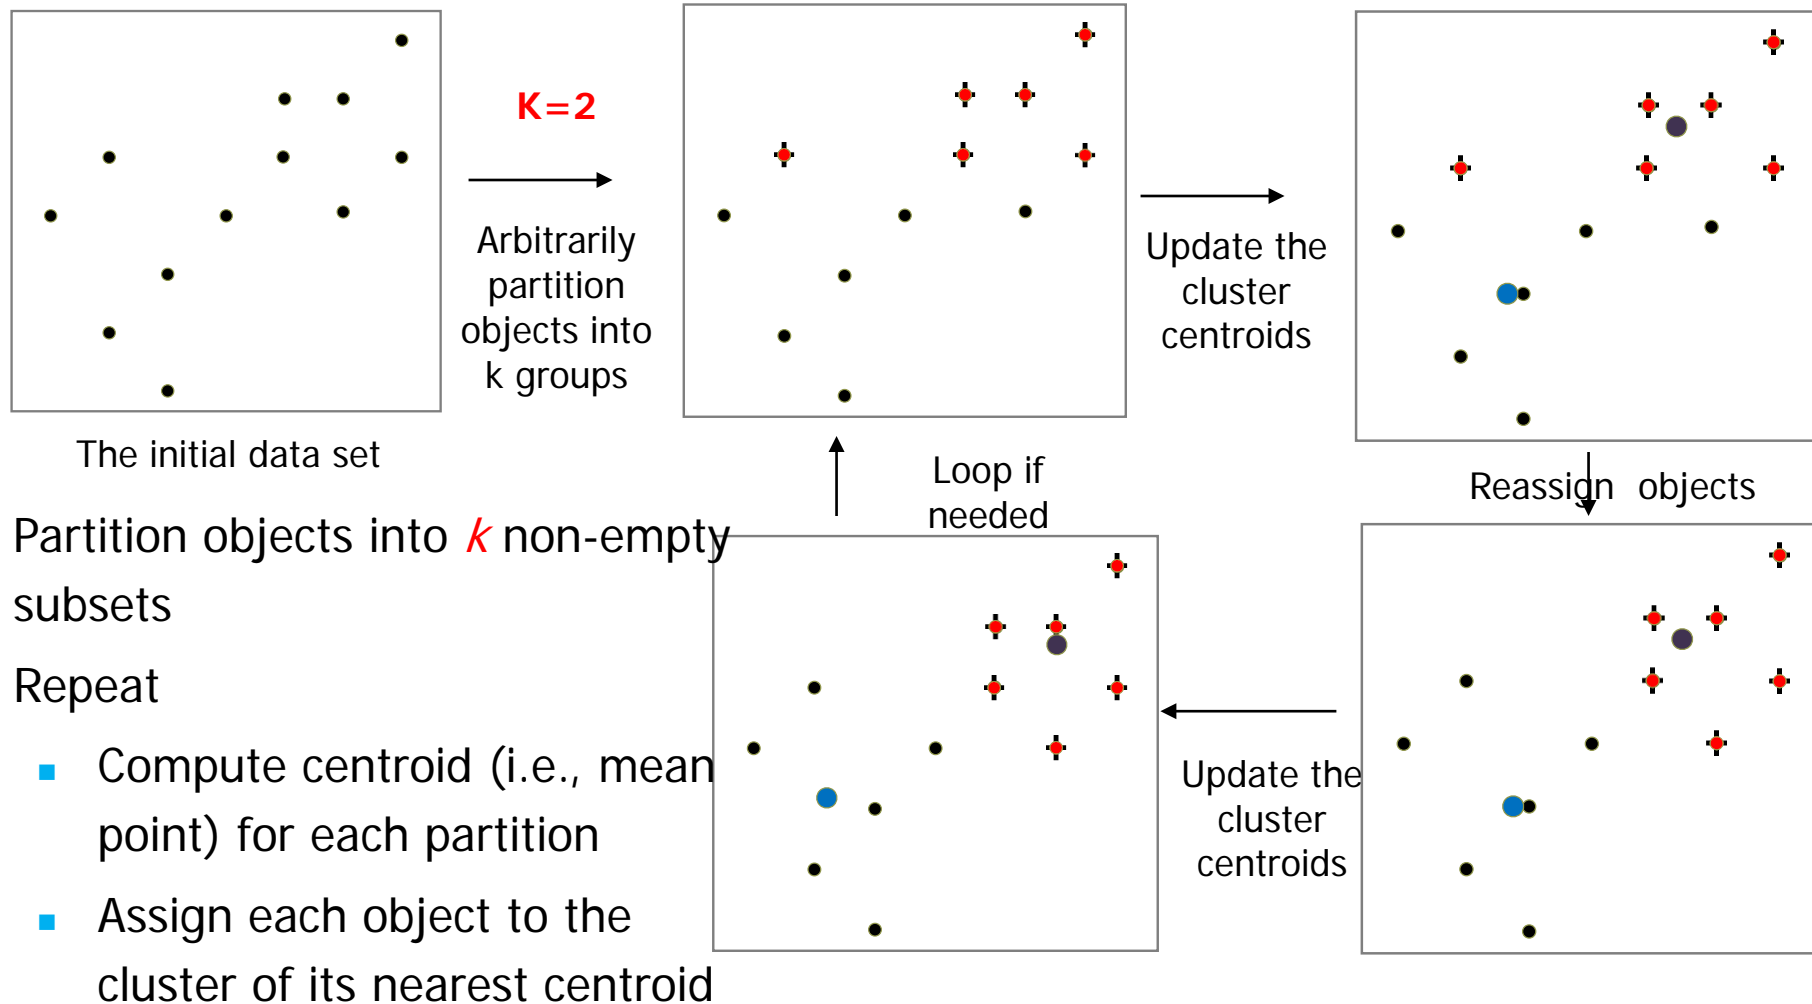 K=2
Arbitrarily
partition
objects into
k groups
Update the
cluster
centroids
The initial data set
Loop if
needed
Reassign objects
Partition objects into k non-empty
subsets
Repeat
Update the
cluster
centroids
Compute centroid (i.e., mean
point) for each partition
Assign each object to the
cluster of its nearest centroid